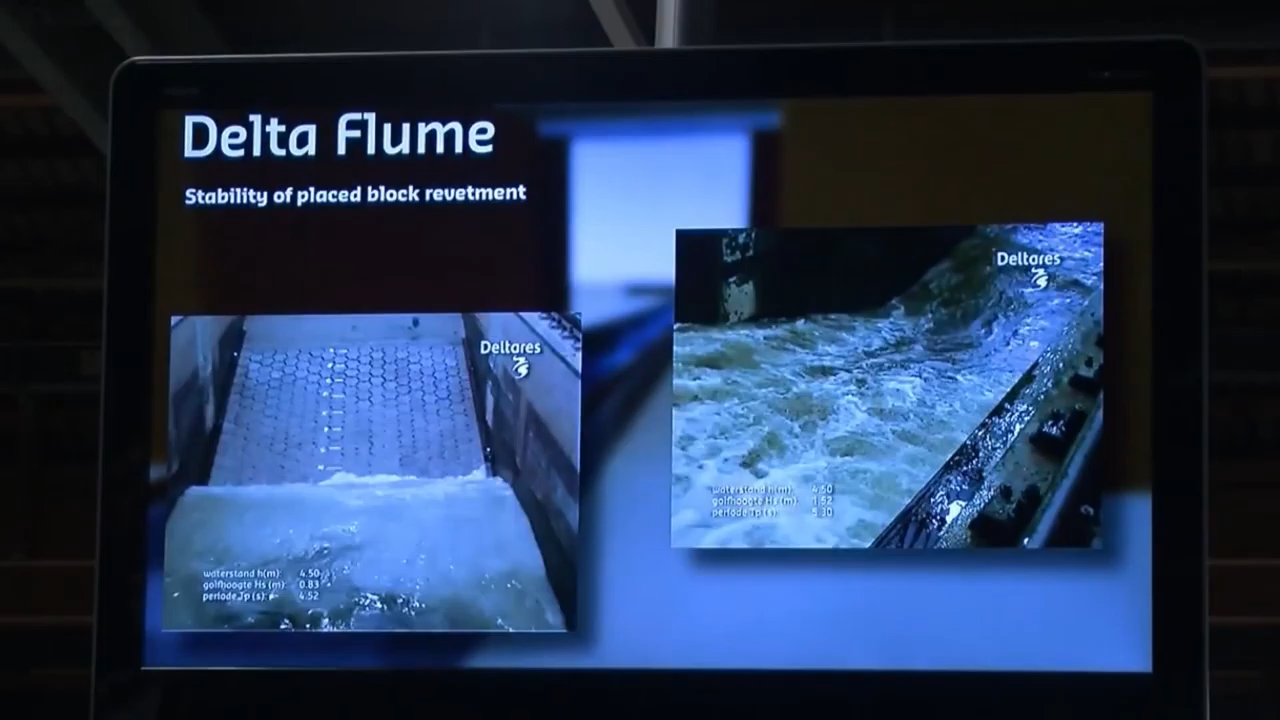 Delta Flume
Stability of placed block revetment
Deltares
waterstand h(m): 4.50
golfhoogte Hs (m): 0.83
periode Tp (s): 4.52
Deltares
waterstand h(m): 4.50
golfhoogte Hs (m): 1.52
periode Tp (s): 5.30